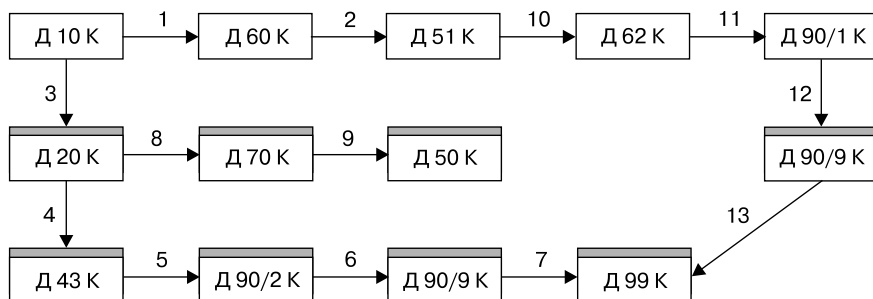 1 2 10 11
Д 10 К Д 60 К Д 51 К Д 62 К Д 90/1 К
3 12
8 9
Д 20 К Д 70 К Д 50 К Д 90/9 К
4 13
5 6 7
Д 43 К Д 90/2 К Д 90/9 К Д 99 К